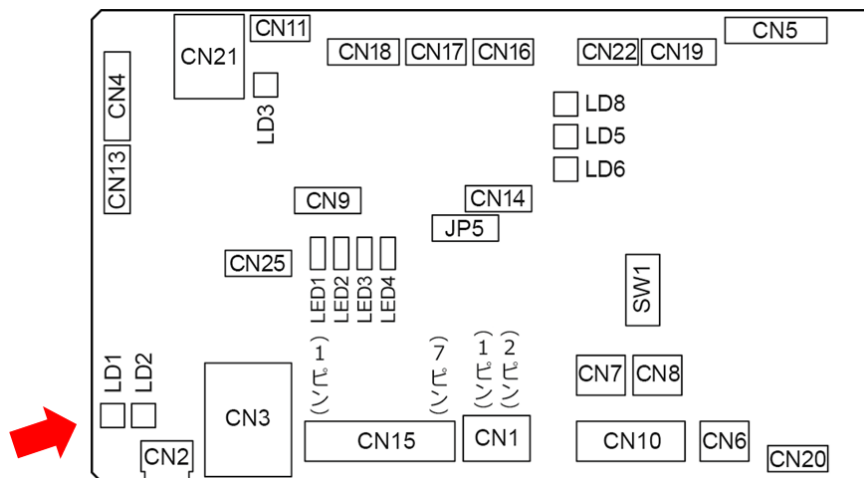 CN11
CN5
CN21
CN18
CN17
CN16
CN22
CN19
CN4
LD3
LD8
LD5
LD6
CN13
CN9
CN14
JP5
CN25
LED1
LED2
LED3
LED4
SW1
(1ピン)
(7ピン)
(1ピン)
(2ピン)
LD1
LD2
CN7
CN8
CN3
CN15
CN1
CN10
CN6
CN2
CN20